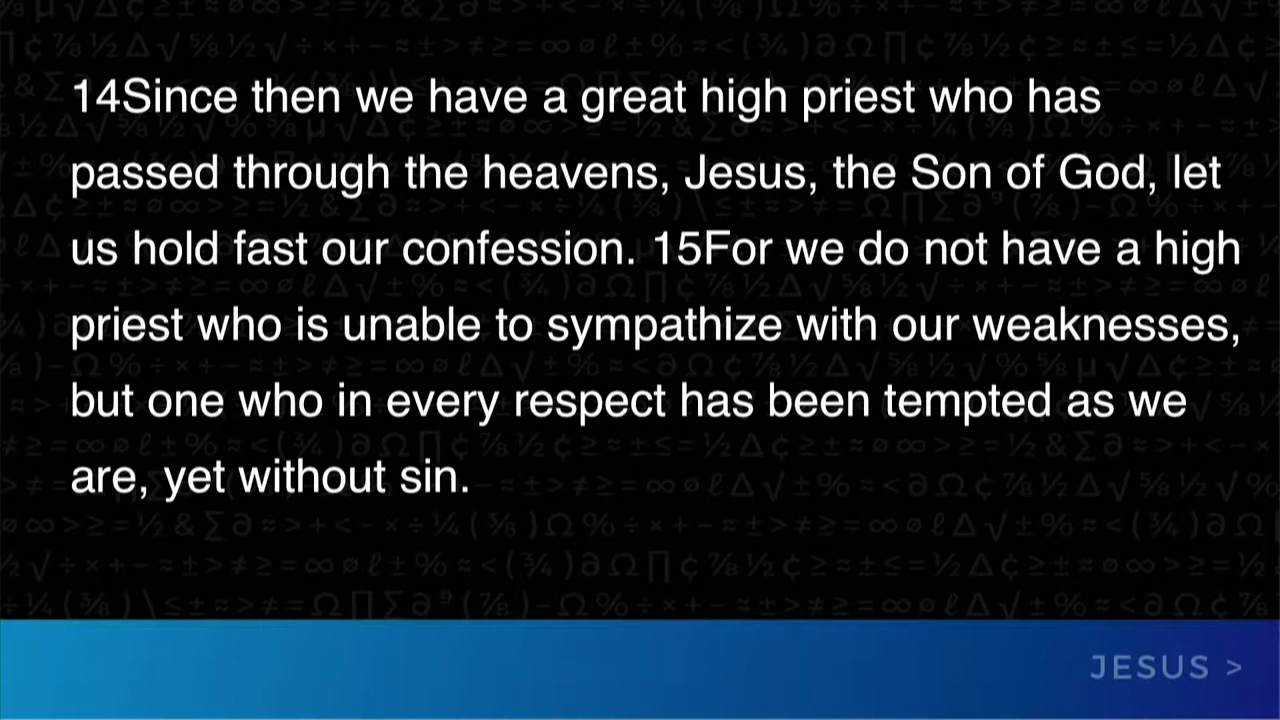 14Since then we have a great high priest who has
passed through the heavens, Jesus, the Son of God, let
us hold fast our confession. 15For we do not have a high
priest who is unable to sympathize with our weaknesses,
but one who in every respect has been tempted as we
are, yet without sin.
JESUS >